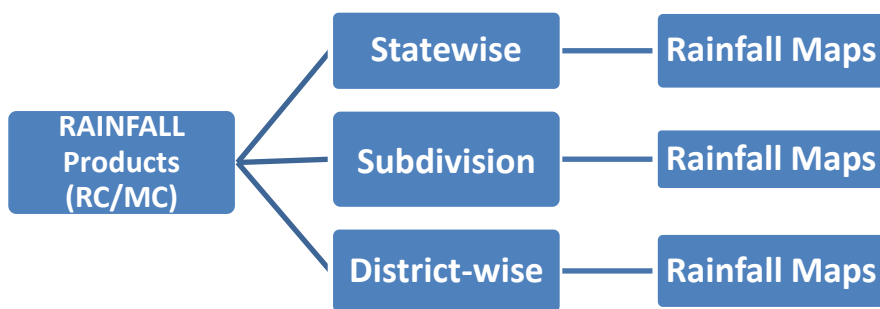 Statewise
Rainfall Maps
RAINFALL
Products
(RC/MC)
Subdivision
Rainfall Maps
District-wise
Rainfall Maps